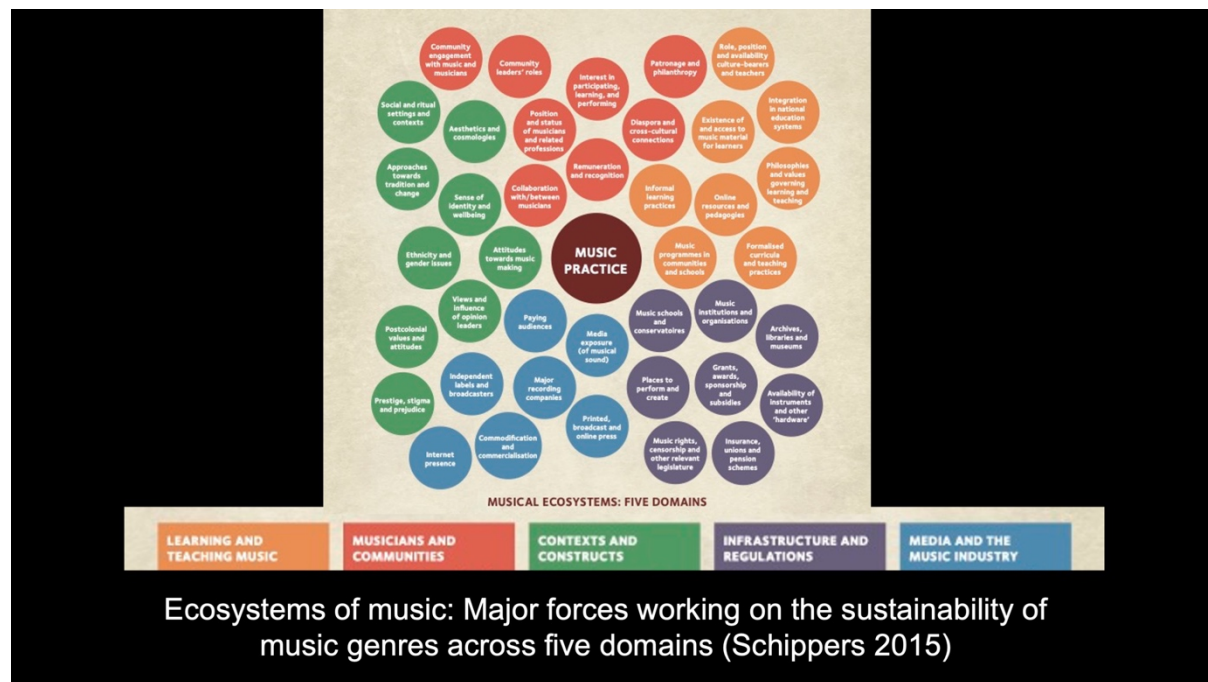 Community
engagement
with music and
musicians
Community
leaders' roles
Interest in
participating,
learning, and
performing
Patronage and
philanthropy
Role, position
and availability
culture-bearers
and teachers
Social and ritual
settings and
contexts
Aesthetics and
cosmologies
Position
and status
of musicians
and related
professions
Diaspora and
cross-cultural
connections
Existence of
and access to
music material
for learners
Integration
in national
education
systems
Approaches
towards
tradition and
change
Sense of
identity and
wellbeing
Collaboration
with/between
musicians
Remuneration
and recognition
Informal
learning
practices
Online
resources and
pedagogies
Philosophies
and values
governing
learning and
teaching
Ethnicity and
gender issues
Attitudes
towards music
making
MUSIC
PRACTICE
Music
programmes in
communities
and schools
Formalised
curricula
and teaching
practices
Views and
influence
of opinion
leaders
Paying
audiences
Media
exposure
(of musical
sound)
Music schools
and
conservatoires
Music
institutions and
organisations
Archives,
libraries and
museums
Postcolonial
values and
attitudes
Independent
labels and
broadcasters
Major
recording
companies
Places to
perform and
create
Grants,
awards,
sponsorship
and
subsidies
Availability of
instruments
and other
'hardware'
Prestige, stigma
and prejudice
Internet
presence
Commodification
and
commercialisation
Printed,
broadcast and
online press
Music rights,
censorship and
other relevant
legislature
Insurance,
unions and
pension
schemes
MUSICAL ECOSYSTEMS: FIVE DOMAINS
LEARNING AND
TEACHING MUSIC
MUSICIANS AND
COMMUNITIES
CONTEXTS AND
CONSTRUCTS
INFRASTRUCTURE AND
REGULATIONS
MEDIA AND THE
MUSIC INDUSTRY
Ecosystems of music: Major forces working on the sustainability of
music genres across five domains (Schippers 2015)